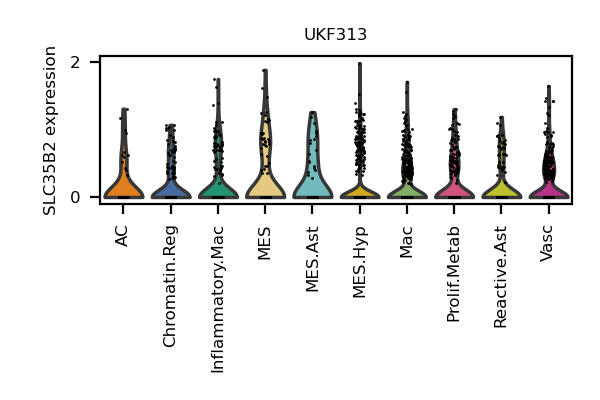 UKF313
SLC35B2 expression
2
0
AC
Chromatin.Reg
Inflammatory.Mac
MES
MES.Ast
MES.Hyp
Mac
Prolif.Metab
Reactive.Ast
Vasc